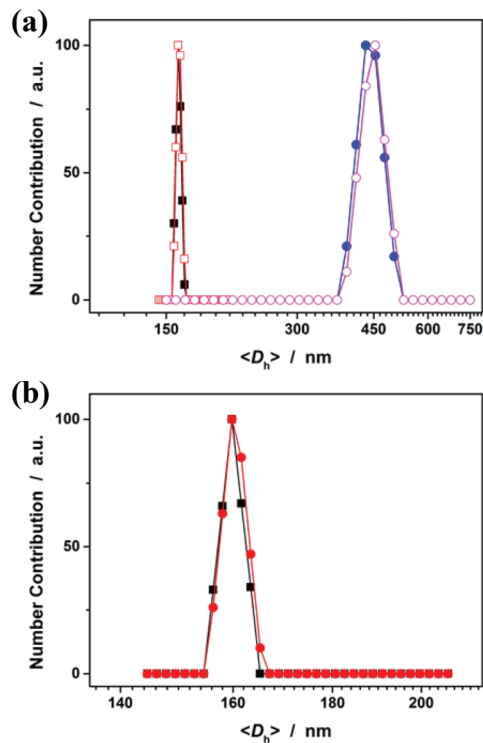 (a)
Number Contribution / a.u.
100
50
0
150 300 450 600 750
<Dh> / nm
(b)
Number Contribution / a.u.
100
50
0
140 160 180 200
<Dh> / nm